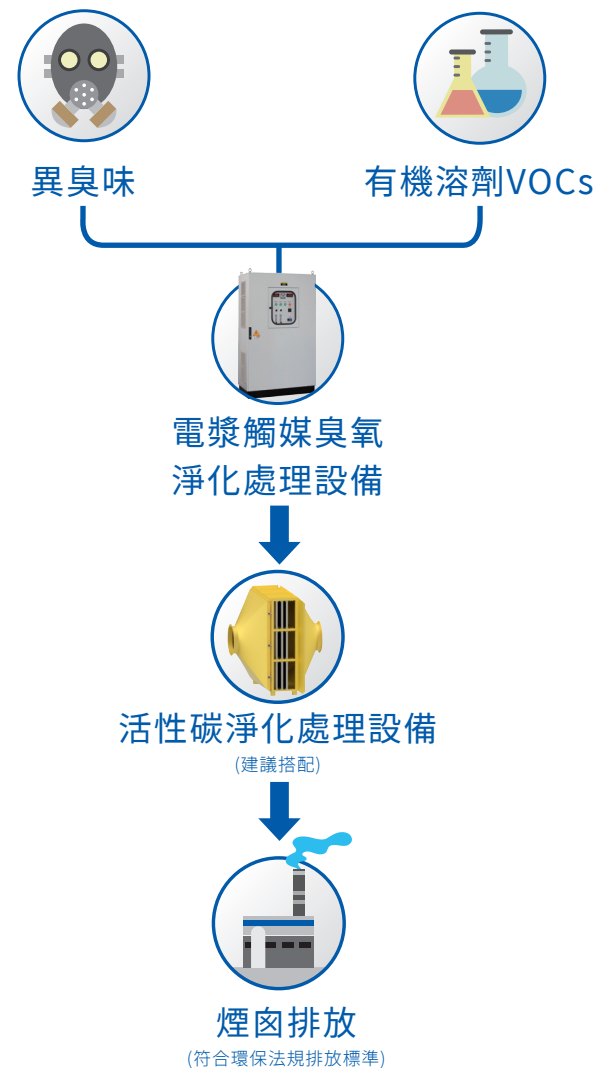 異臭味
有機溶劑VOCs
電漿觸媒臭氧
淨化處理設備
活性碳淨化處理設備
(建議搭配)
煙囪排放
(符合環保法規排放標準)